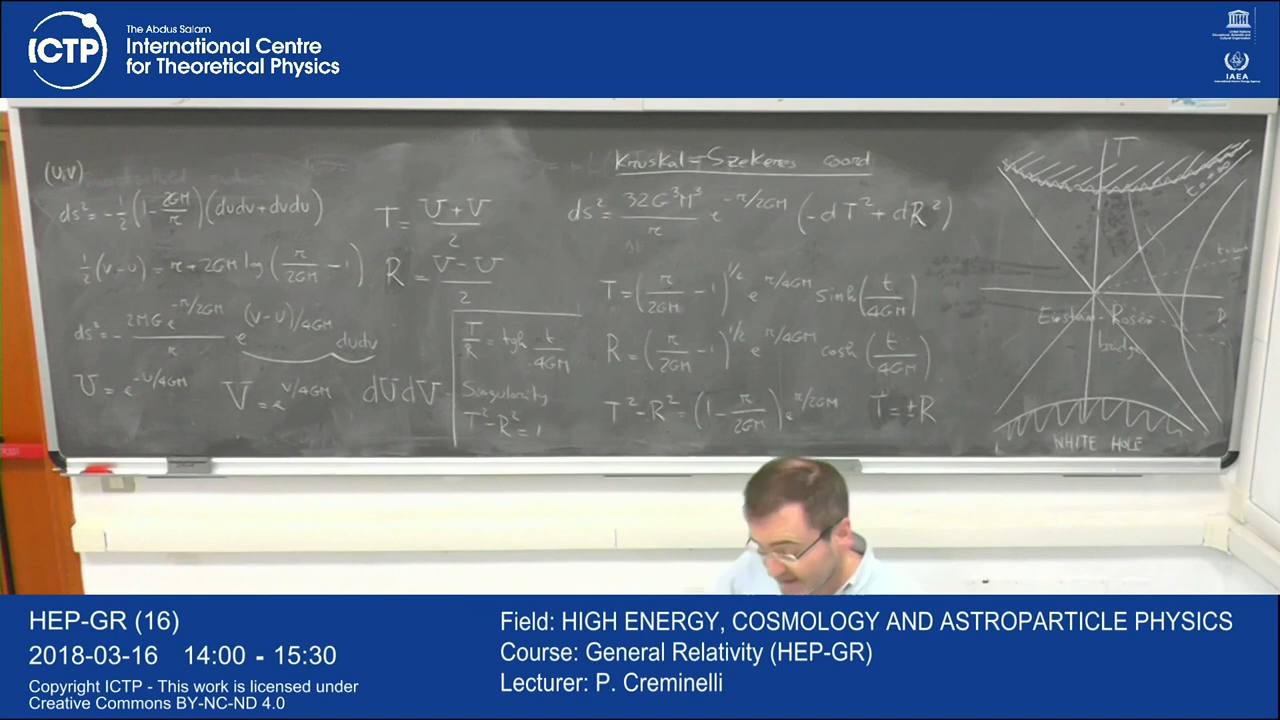 ICTP
The Abdus Salam
International Centre
for Theoretical Physics
IAEA
(U,V)
Kruskal-Szekeres coord
ds² = -1/2 (1 - 2GM/r) (dudv + dvdu)
1/2 (v-u) = r + 2GM log (r/2GM - 1)
ds² = - 2MG e^{-r/2GM} / r e^{(v-u)/4GM} dudv
U = e^{-u/4GM} V = e^{v/4GM} dUdV
T = U+V / 2
R = V-U / 2
T/R = tgh t/4GM
Singularity
T²-R²=1
ds² = 32G³M³/r e^{-r/2GM} (-dT² + dR²)
T = (r/2GM - 1)^{1/2} e^{r/4GM} sinh (t/4GM)
R = (r/2GM - 1)^{1/2} e^{r/4GM} cosh (t/4GM)
T²-R² = (1 - r/2GM) e^{r/2GM} T = ±R
T
t=+∞
R
Einstein-Rosen
bridge
WHITE HOLE
HEP-GR (16)
2018-03-16 14:00 - 15:30
Copyright ICTP - This work is licensed under
Creative Commons BY-NC-ND 4.0
Field: HIGH ENERGY, COSMOLOGY AND ASTROPARTICLE PHYSICS
Course: General Relativity (HEP-GR)
Lecturer: P. Creminelli